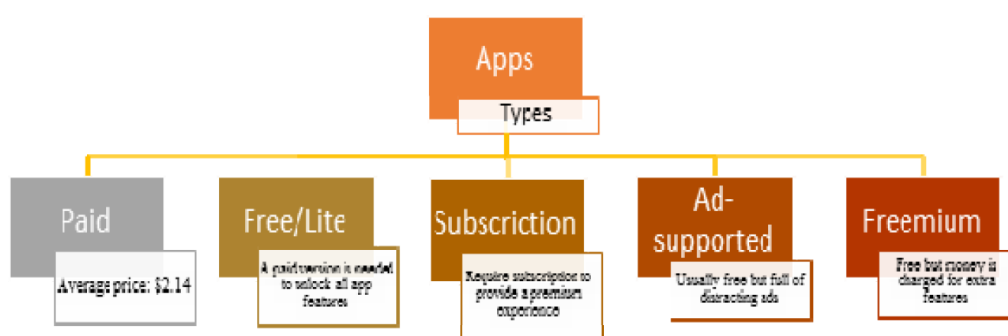 Apps
Types
Paid
Average price: $2.14
Free/Lite
A paid version is needed
to unlock all app
features
Subscription
Require subscription to
provide a premium
experience
Ad-
supported
Usually free but full of
distracting ads
Freemium
Free but money is
charged for extra
features